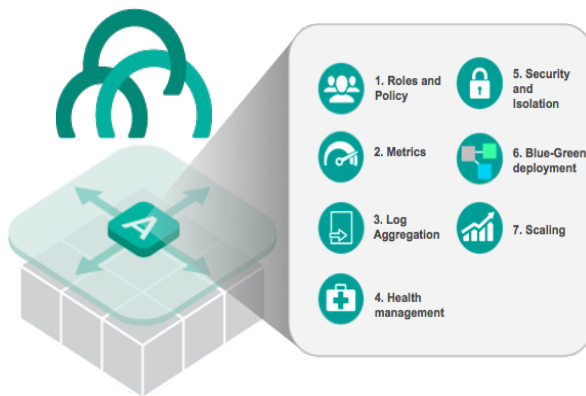 A
1. Roles and
Policy
2. Metrics
3. Log
Aggregation
4. Health
management
5. Security
and
Isolation
6. Blue-Green
deployment
7. Scaling